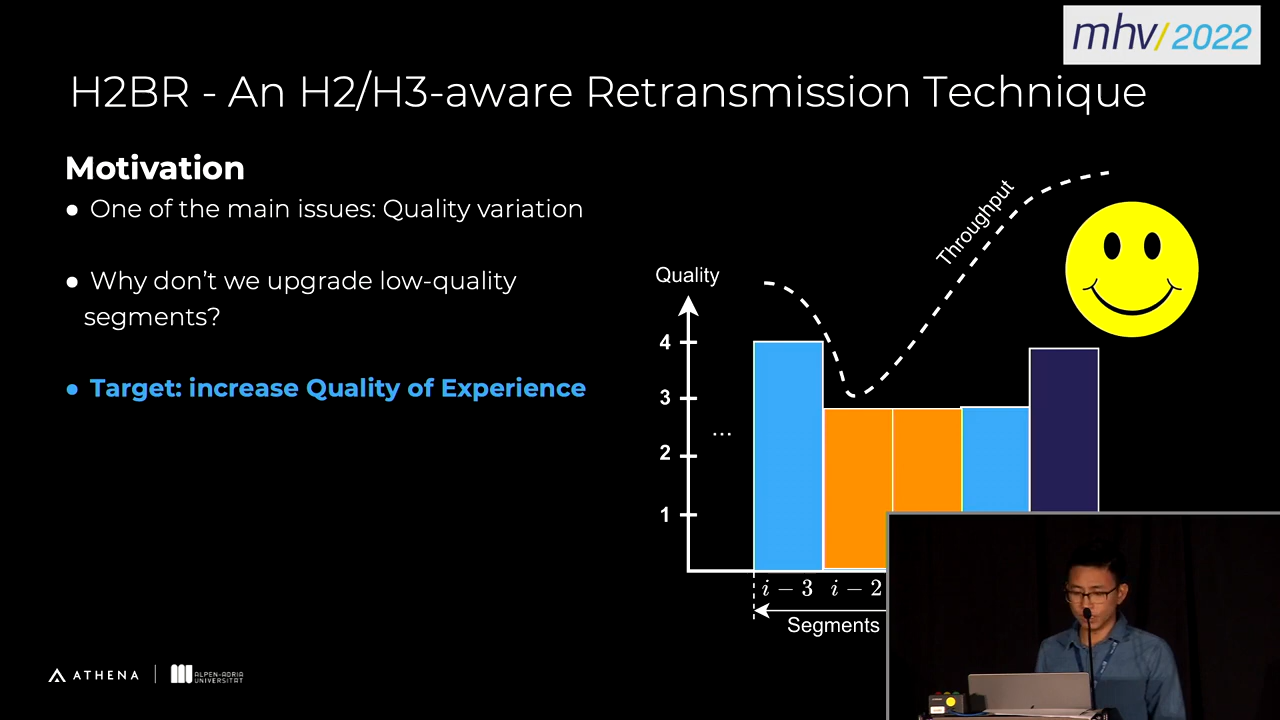 mhv/2022
H2BR - An H2/H3-aware Retransmission Technique
Motivation
● One of the main issues: Quality variation
● Why don't we upgrade low-quality
segments?
● Target: increase Quality of Experience
Throughput
Quality
4
3
...
2
1
i − 3 i − 2
Segments
ATHENA
ALPEN-ADRIA
UNIVERSITÄT